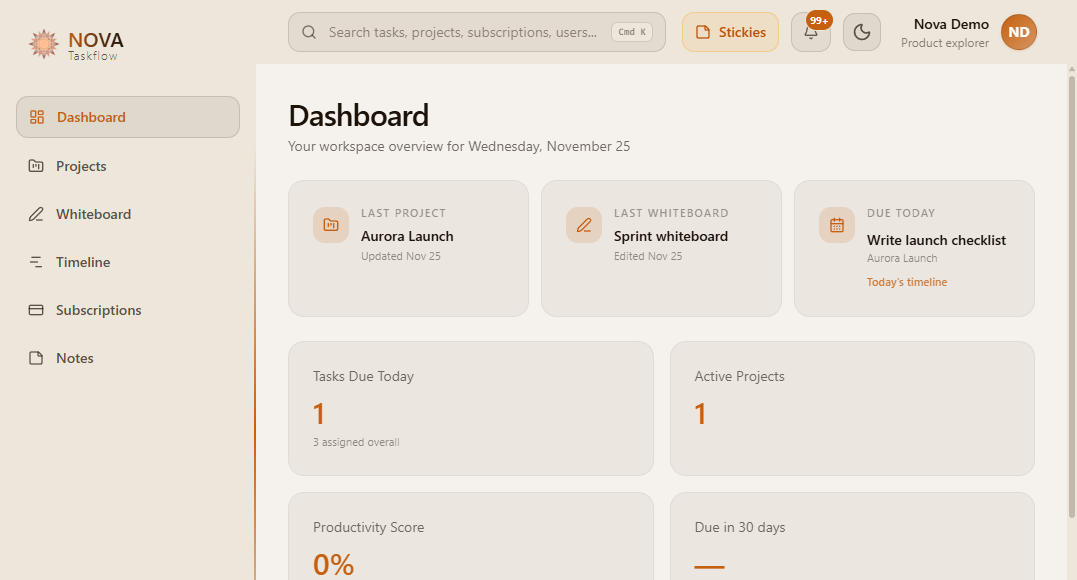 NOVA
Taskflow
Search tasks, projects, subscriptions, users...
Cmd K
Stickies
99+
Nova Demo
Product explorer
ND
Dashboard
Projects
Whiteboard
Timeline
Subscriptions
Notes
Dashboard
Your workspace overview for Wednesday, November 25
LAST PROJECT
Aurora Launch
Updated Nov 25
LAST WHITEBOARD
Sprint whiteboard
Edited Nov 25
DUE TODAY
Write launch checklist
Aurora Launch
Today's timeline
Tasks Due Today
1
3 assigned overall
Active Projects
1
Productivity Score
0%
Due in 30 days
—